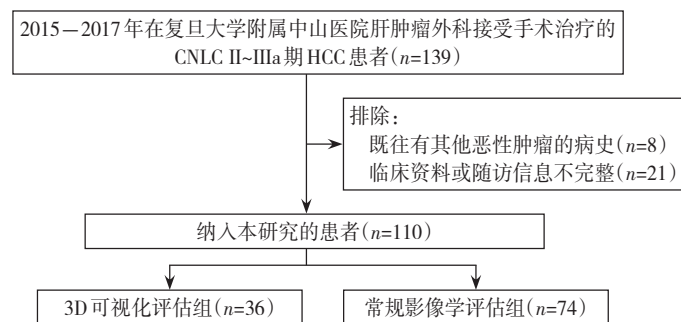 2015—2017年在复旦大学附属中山医院肝肿瘤外科接受手术治疗的
CNLC II~IIIa期HCC患者(n=139)
排除：
既往有其他恶性肿瘤的病史(n=8)
临床资料或随访信息不完整(n=21)
纳入本研究的患者(n=110)
3D可视化评估组(n=36)
常规影像学评估组(n=74)